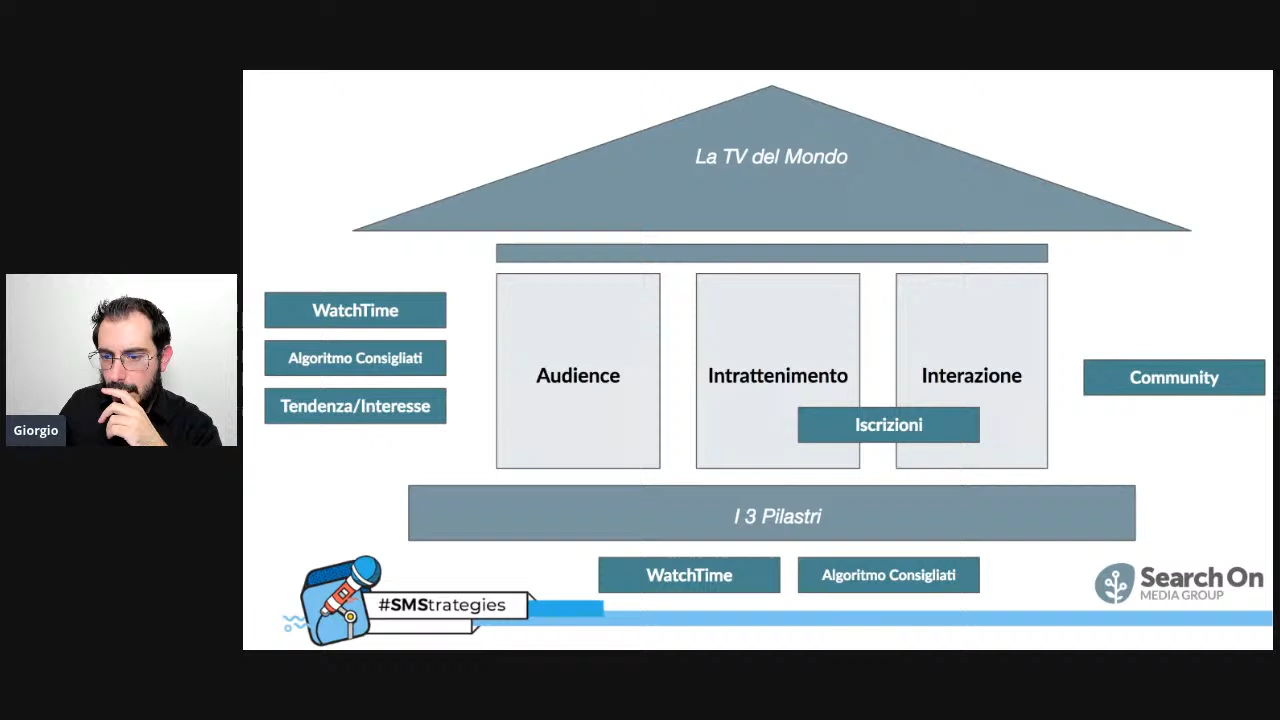 La TV del Mondo
WatchTime
Algoritmo Consigliati
Tendenza/Interesse
Audience
Intrattenimento
Interazione
Iscrizioni
Community
I 3 Pilastri
WatchTime
Algoritmo Consigliati
#SMStrategies
Search On
MEDIA GROUP
Giorgio